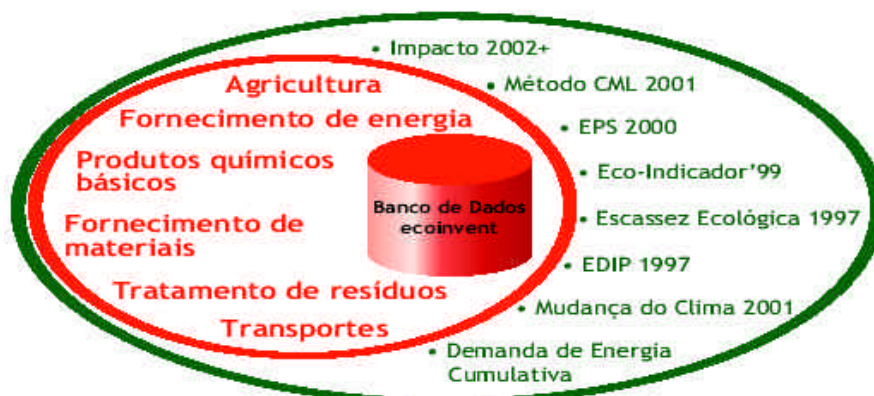 • Impacto 2002+
Agricultura
• Método CML 2001
Fornecimento de energia
• EPS 2000
Produtos químicos
básicos
• Eco-Indicador'99
Banco de Dados
ecoinvent
Fornecimento de
materiais
• Escassez Ecológica 1997
• EDIP 1997
Tratamento de resíduos
• Mudança do Clima 2001
Transportes
• Demanda de Energia
Cumulativa